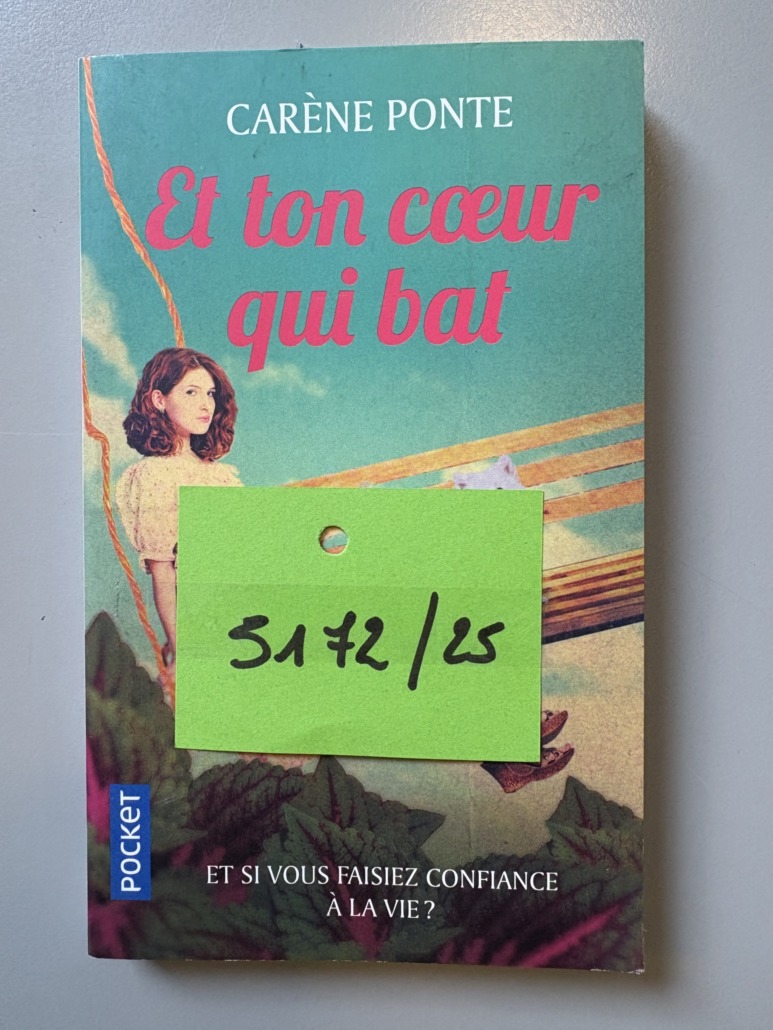 CARÈNE PONTE
Et ton cœur
qui bat
5172/25
POCKET
ET SI VOUS FAISIEZ CONFIANCE
À LA VIE ?